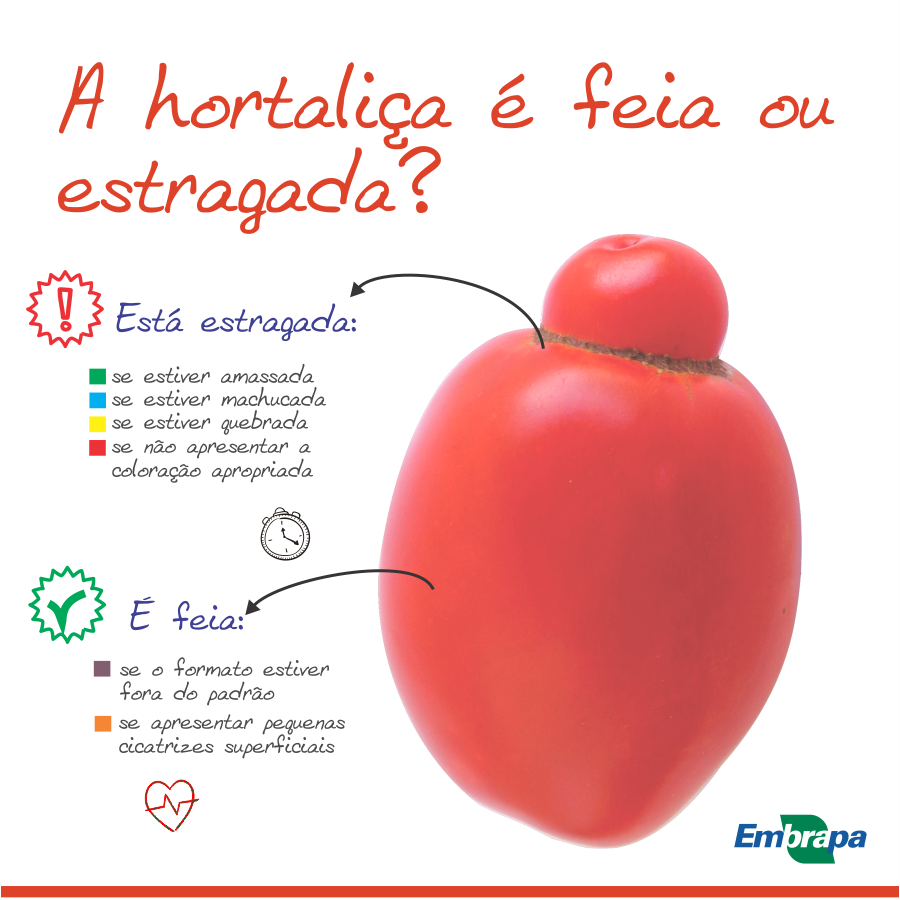 A hortaliça é feia ou
estragada?
Está estragada:
se estiver amassada
se estiver machucada
se estiver quebrada
se não apresentar a
coloração apropriada
É feia:
se o formato estiver
fora do padrão
se apresentar pequenas
cicatrizes superficiais
Embrapa